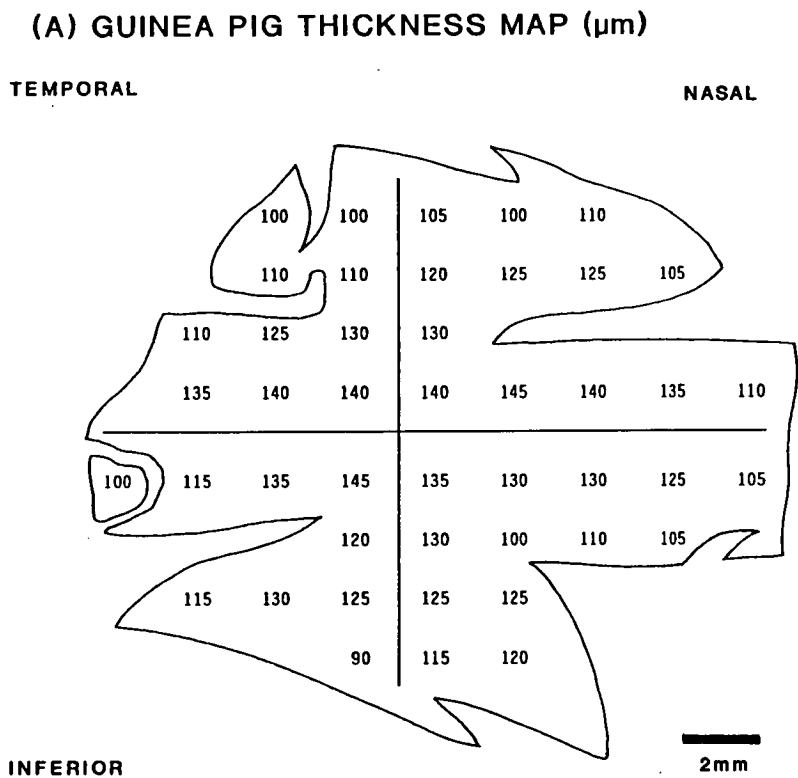 (A) GUINEA PIG THICKNESS MAP (µm)
TEMPORAL NASAL
100 100 105 100 110
110 110 120 125 125 105
110 125 130 130
135 140 140 140 145 140 135 110
100 115 135 145 135 130 130 125 105
120 130 100 110 105
115 130 125 125 125
90 115 120
2mm
INFERIOR